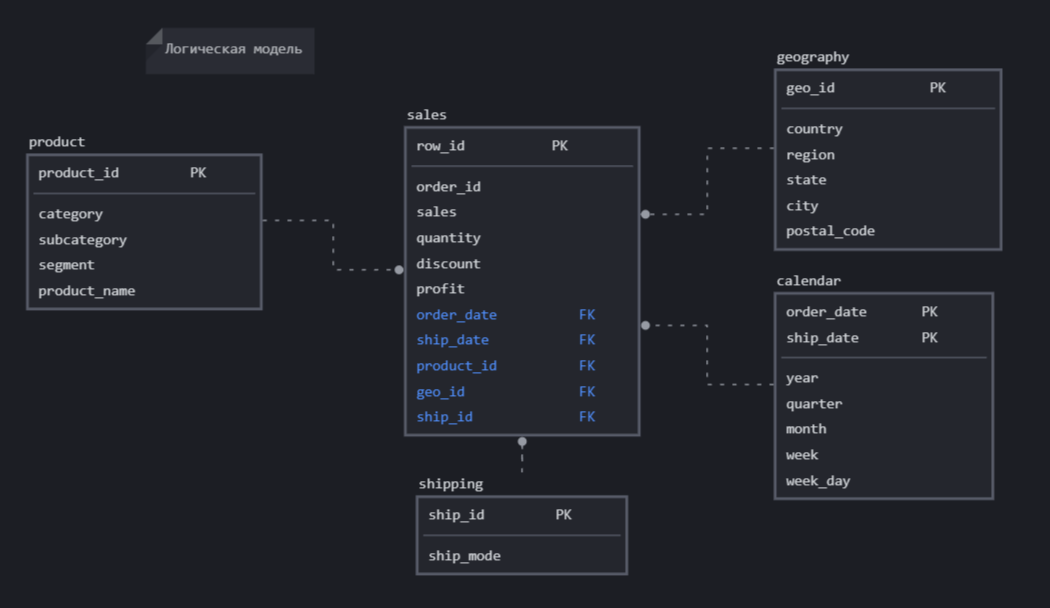 Логическая модель
product
product_id PK
category
subcategory
segment
product_name
sales
row_id PK
order_id
sales
quantity
discount
profit
order_date FK
ship_date FK
product_id FK
geo_id FK
ship_id FK
shipping
ship_id PK
ship_mode
geography
geo_id PK
country
region
state
city
postal_code
calendar
order_date PK
ship_date PK
year
quarter
month
week
week_day